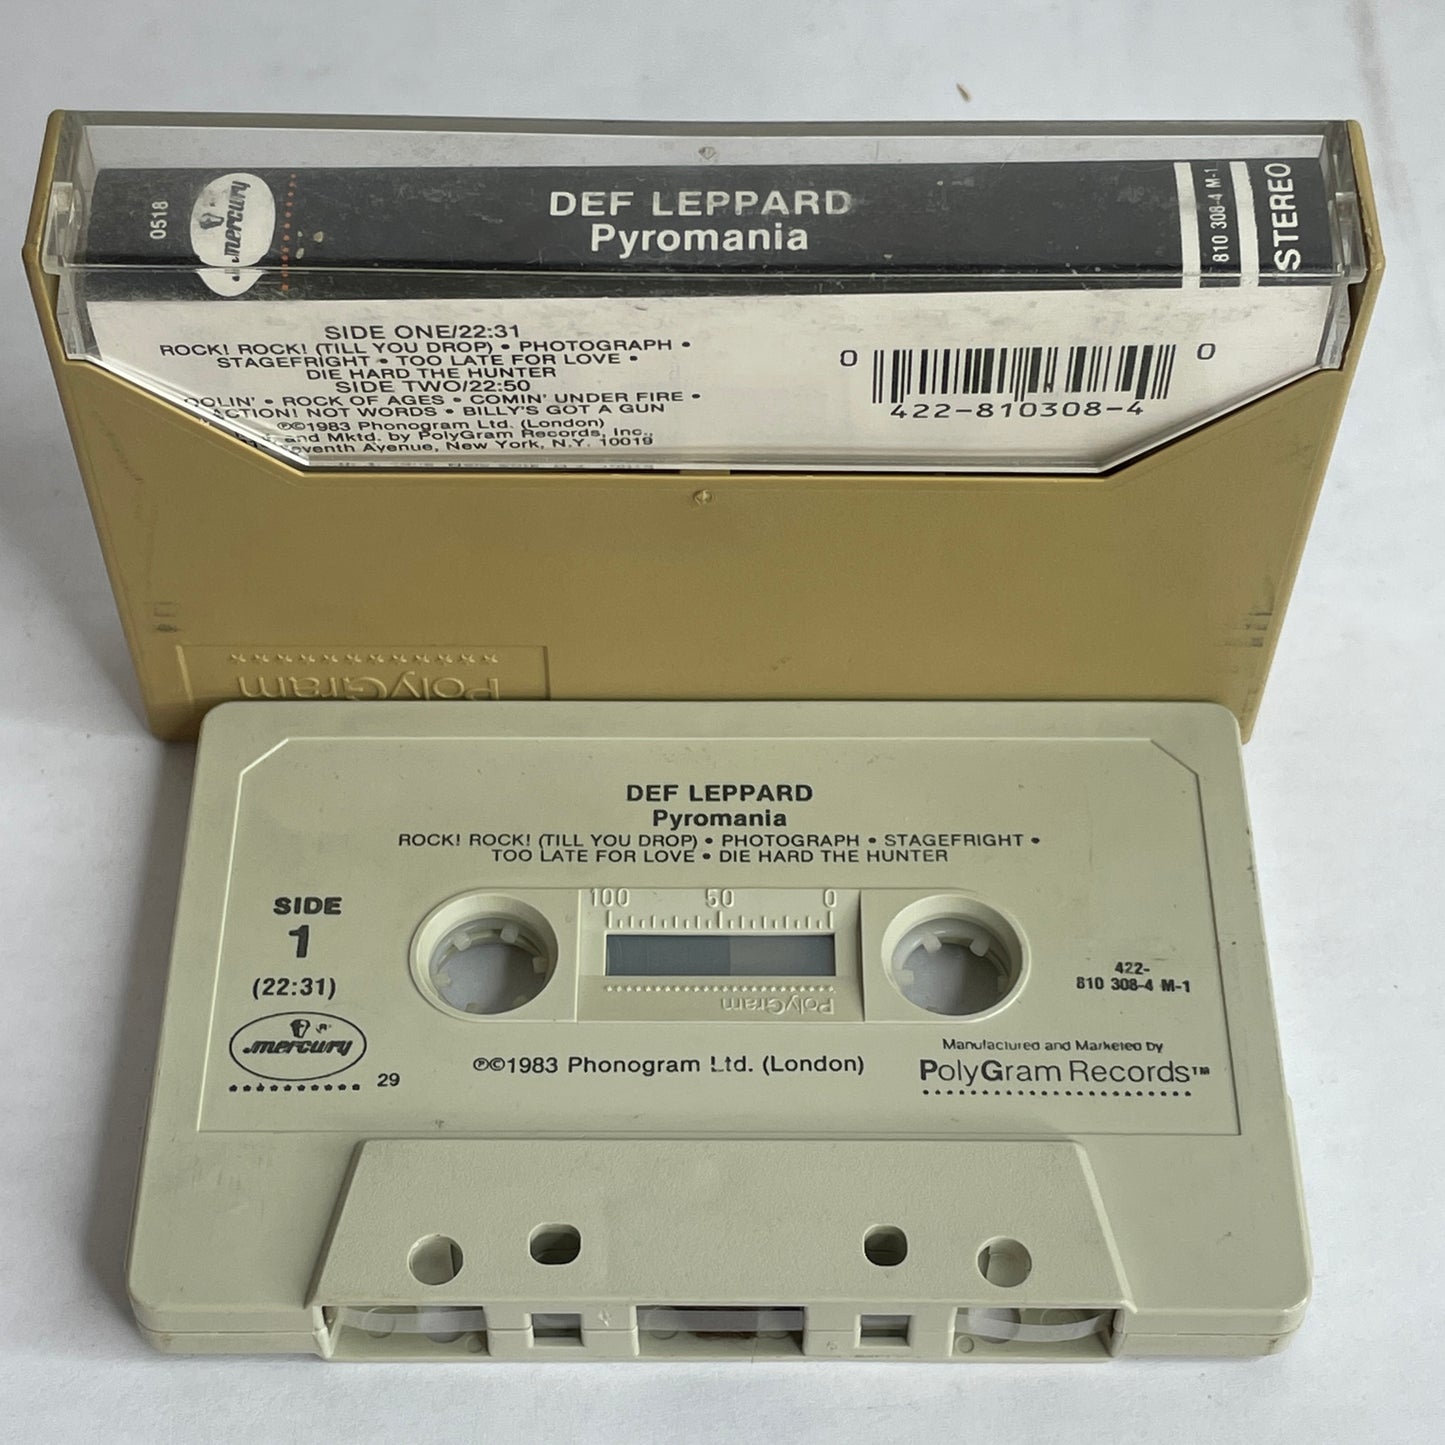 0518
mercury
DEF LEPPARD
Pyromania
810 308-4 M-1
STEREO
SIDE ONE/22:31
ROCK! ROCK! (TILL YOU DROP) • PHOTOGRAPH •
STAGEFRIGHT • TOO LATE FOR LOVE •
DIE HARD THE HUNTER
SIDE TWO/22:50
• ROCK OF AGES • COMIN' UNDER FIRE •
ACTION! NOT WORDS • BILLY'S GOT A GUN
℗©1983 Phonogram Ltd. (London)
and Mktd. by PolyGram Records, Inc.,
Avenue, New York, N.Y. 10019
0 0
422-810308-4
PolyGram
DEF LEPPARD
Pyromania
ROCK! ROCK! (TILL YOU DROP) • PHOTOGRAPH • STAGEFRIGHT •
TOO LATE FOR LOVE • DIE HARD THE HUNTER
SIDE
1
(22:31)
100 50 0
PolyGram
422-
810 308-4 M-1
mercury
29
℗©1983 Phonogram Ltd. (London)
Manufactured and Marketed by
PolyGram Records™